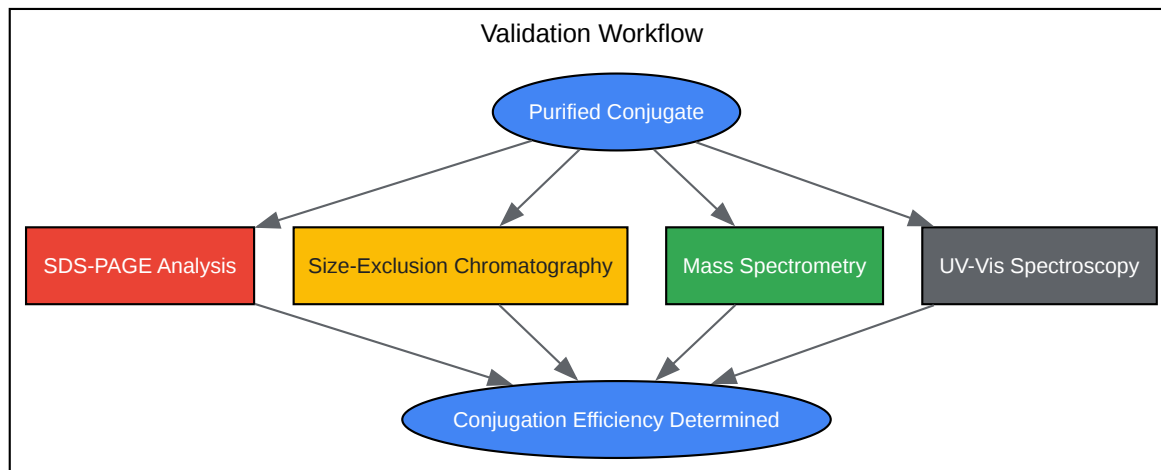 Validation Workflow
Purified Conjugate
SDS-PAGE Analysis
Size-Exclusion Chromatography
Mass Spectrometry
UV-Vis Spectroscopy
Conjugation Efficiency Determined